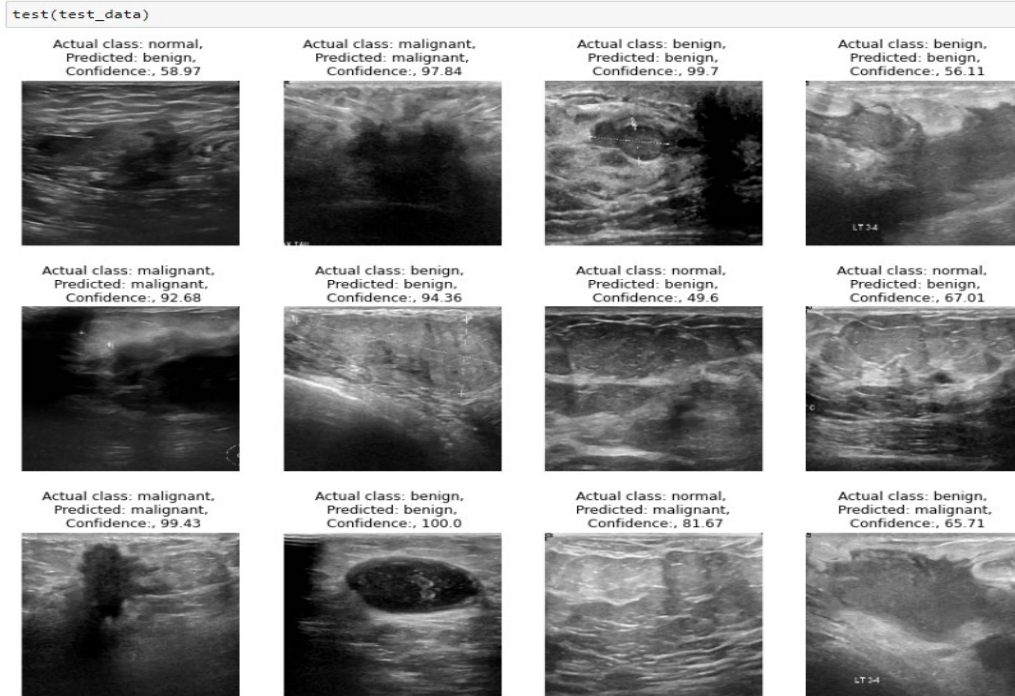 test(test_data)
Actual class: normal,
Predicted: benign,
Confidence:, 58.97
Actual class: malignant,
Predicted: malignant,
Confidence:, 97.84
Actual class: benign,
Predicted: benign,
Confidence:, 99.7
Actual class: benign,
Predicted: benign,
Confidence:, 56.11
LT 3-4
Actual class: malignant,
Predicted: malignant,
Confidence:, 92.68
Actual class: benign,
Predicted: benign,
Confidence:, 94.36
Actual class: normal,
Predicted: benign,
Confidence:, 49.6
Actual class: normal,
Predicted: benign,
Confidence:, 67.01
Actual class: malignant,
Predicted: malignant,
Confidence:, 99.43
Actual class: benign,
Predicted: benign,
Confidence:, 100.0
Actual class: normal,
Predicted: malignant,
Confidence:, 81.67
Actual class: benign,
Predicted: malignant,
Confidence:, 65.71
LT 3-4